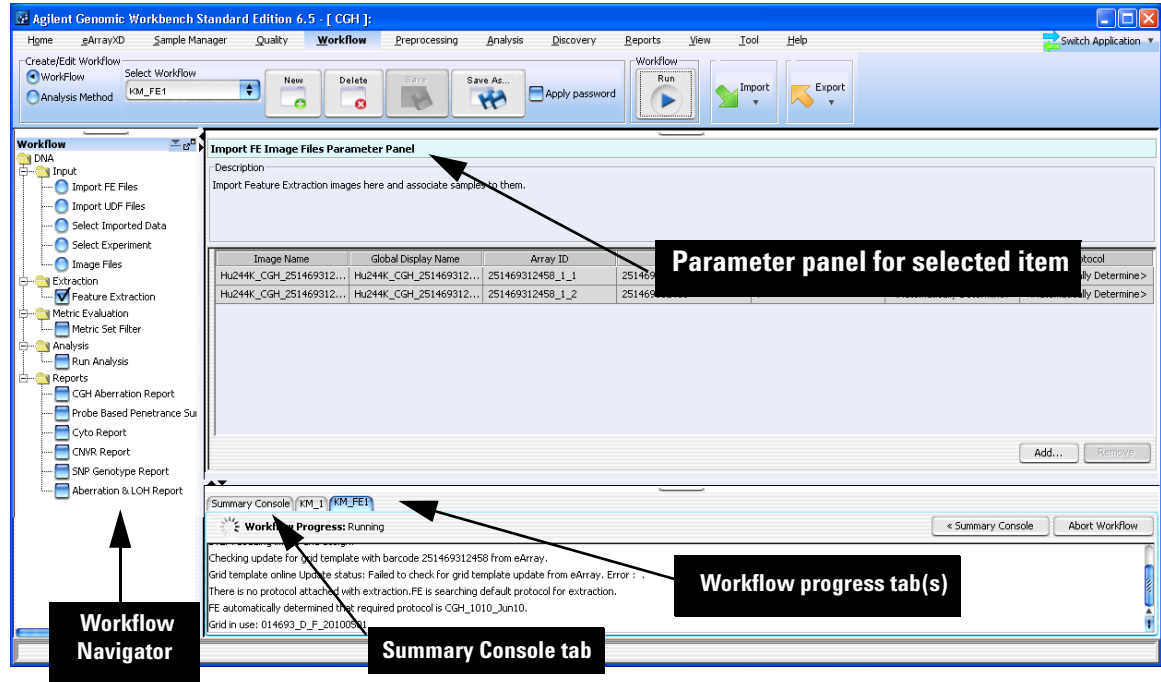 Agilent Genomic Workbench Standard Edition 6.5 - [ CGH ]:
Home eArrayXD Sample Manager Quality Workflow Preprocessing Analysis Discovery Reports View Tool Help Switch Application
Create/Edit Workflow
WorkFlow
Analysis Method
Select Workflow
KM_FE1
New
Delete
Save
Save As...
Apply password
Workflow
Run
Import
Export
Workflow
DNA
Input
Import FE Files
Import UDF Files
Select Imported Data
Select Experiment
Image Files
Extraction
Feature Extraction
Metric Evaluation
Metric Set Filter
Analysis
Run Analysis
Reports
CGH Aberration Report
Probe Based Penetrance Su
Cyto Report
CNVR Report
SNP Genotype Report
Aberration & LOH Report
Import FE Image Files Parameter Panel
Description
Import Feature Extraction images here and associate samples to them.
Image Name Global Display Name Array ID
Hu244K_CGH_251469312... Hu244K_CGH_251469312... 251469312458_1_1
Hu244K_CGH_251469312... Hu244K_CGH_251469312... 251469312458_1_2
Parameter panel for selected item
Add... Remove
Summary Console KM_1 KM_FE1
Workflow Progress: Running
« Summary Console Abort Workflow
Checking update for grid template with barcode 251469312458 from eArray.
Grid template online Update status: Failed to check for grid template update from eArray. Error : .
There is no protocol attached with extraction.FE is searching default protocol for extraction.
FE automatically determined that required protocol is CGH_1010_Jun10.
Grid in use: 014693_D_F_20100501
Workflow progress tab(s)
Workflow
Navigator
Summary Console tab